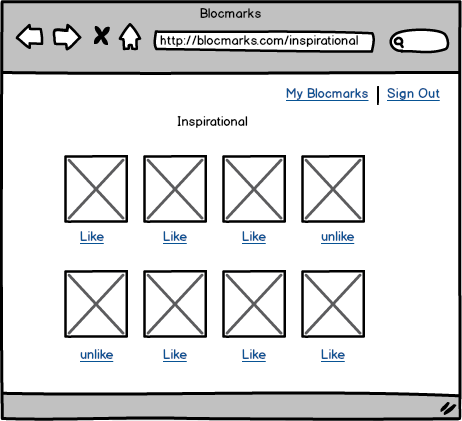 Blocmarks
http://blocmarks.com/inspirational
My Blocmarks Sign Out
Inspirational
Like Like Like unlike
unlike Like Like Like